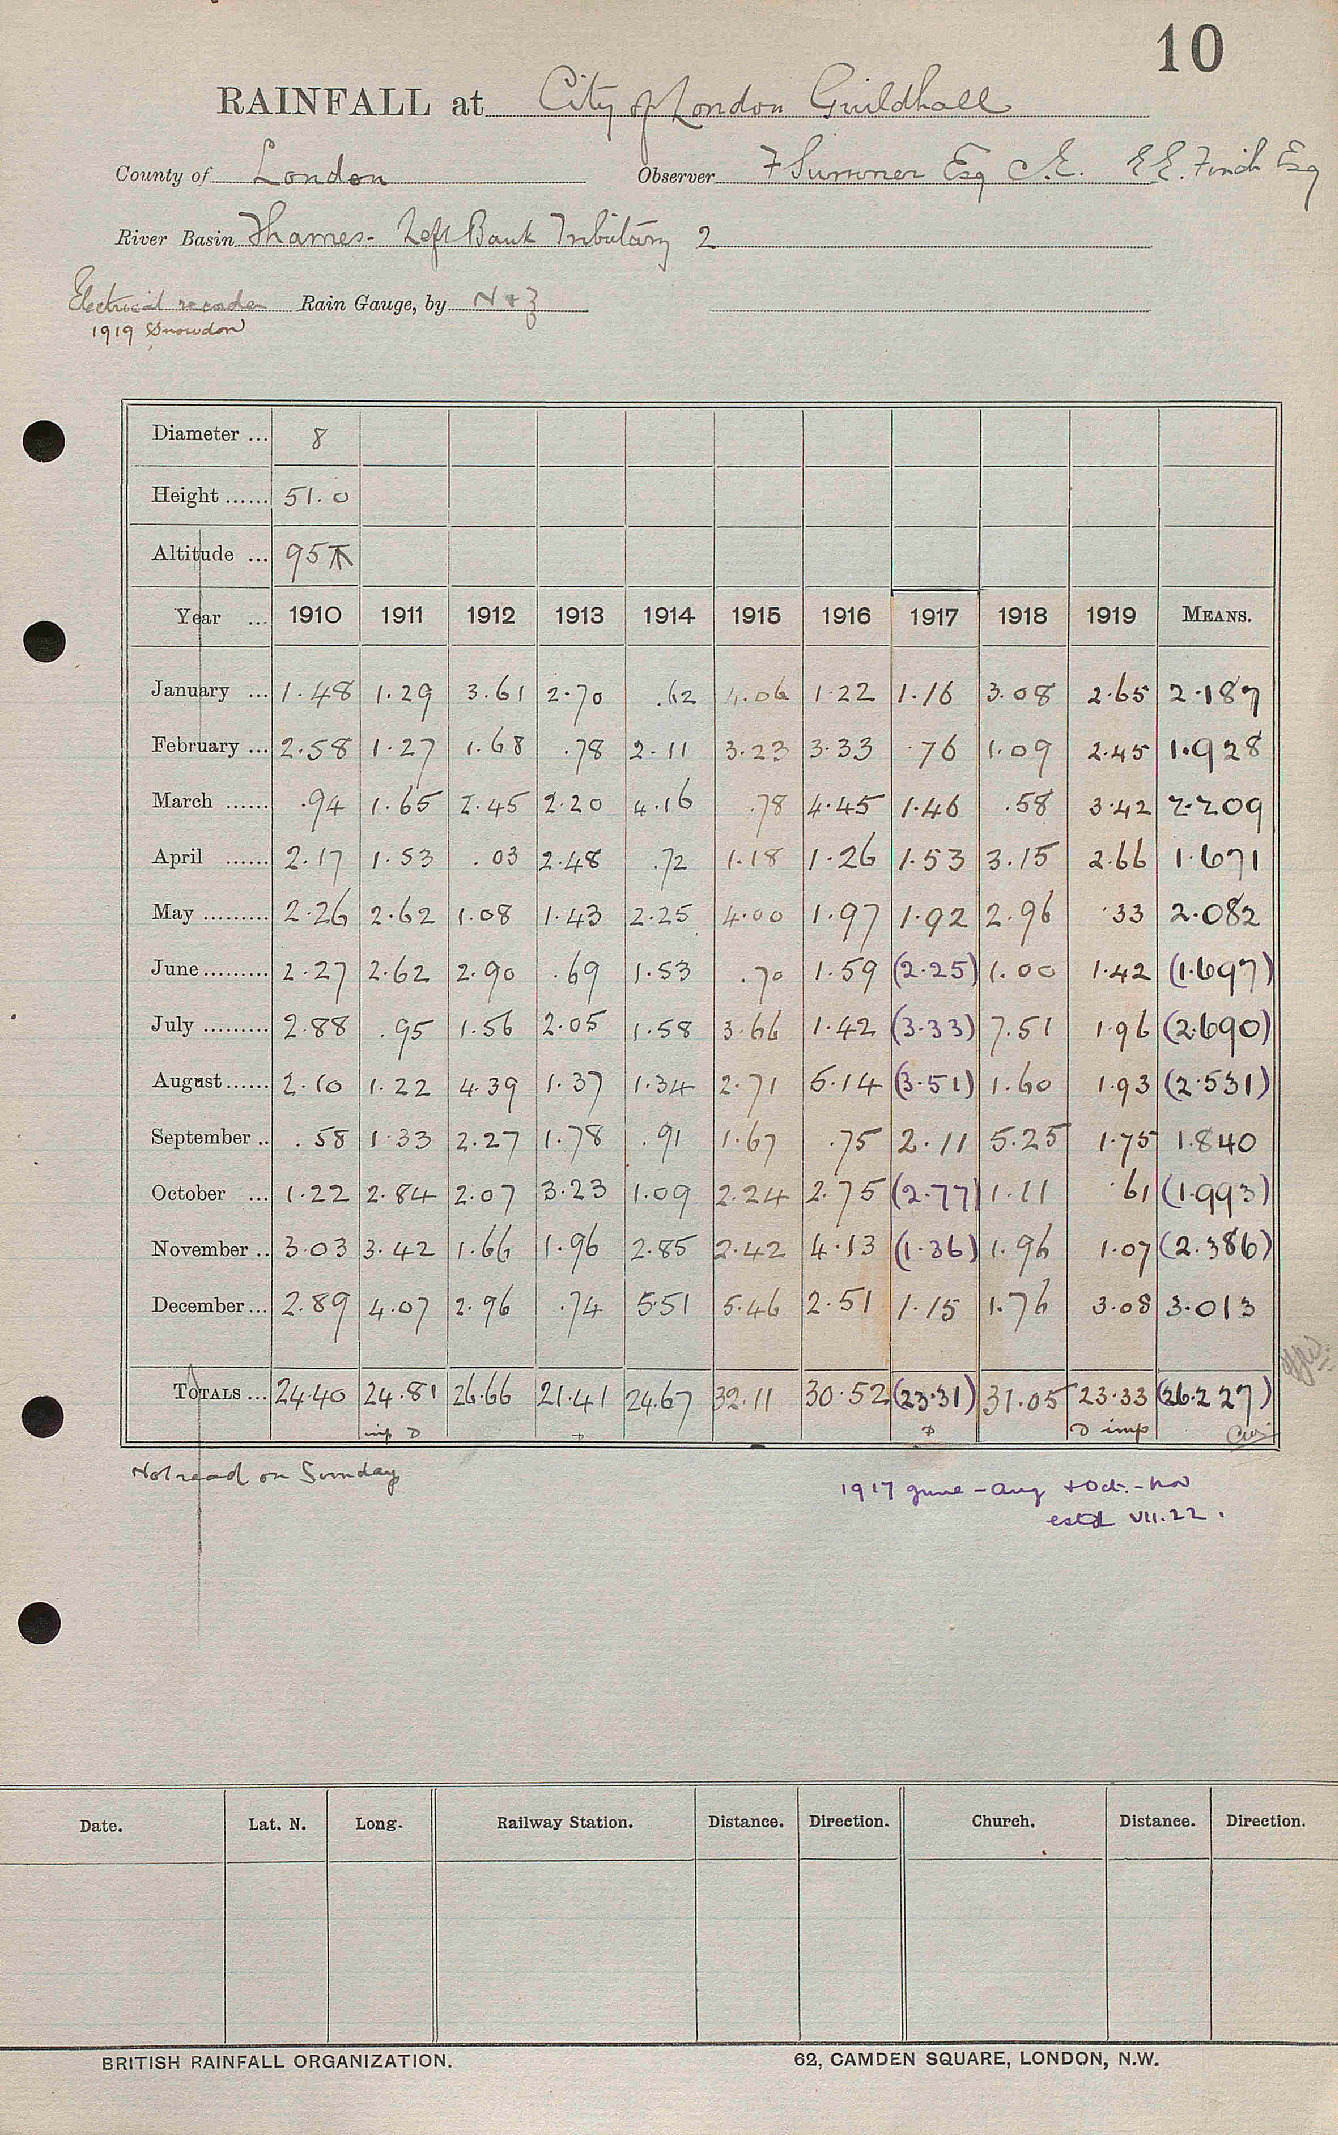 10
RAINFALL at City of London Guildhall
County of London Observer F Sumner Esq C.E. E E. Finch Esq
River Basin Thames - Left Bank Tributary 2
Electrical recorder Rain Gauge, by N & Z
1919 Snowdon
Diameter ... 8
Height ...... 51.0
Altitude ... 95
Year ... 1910 1911 1912 1913 1914 1915 1916 1917 1918 1919 MEANS.
January ... 1.48 1.29 3.61 2.70 .62 4.06 1.22 1.16 3.08 2.65 2.187
February ... 2.58 1.27 1.68 .78 2.11 3.23 3.33 .76 1.09 2.45 1.928
March ...... .94 1.65 2.45 2.20 4.16 .78 4.45 1.46 .58 3.42 2.209
April ...... 2.17 1.53 .03 2.48 .72 1.18 1.26 1.53 3.15 2.66 1.671
May ......... 2.26 2.62 1.08 1.43 2.25 4.00 1.97 1.92 2.96 .33 2.082
June ......... 2.27 2.62 2.90 .69 1.53 .70 1.59 (2.25) 1.00 1.42 (1.697)
July ......... 2.88 .95 1.56 2.05 1.58 3.66 1.42 (3.33) 7.51 1.96 (2.690)
August ...... 2.10 1.22 4.39 1.37 1.34 2.71 5.14 (3.51) 1.60 1.93 (2.531)
September .. .58 1.33 2.27 1.78 .91 1.67 .75 2.11 5.25 1.75 1.840
October ... 1.22 2.84 2.07 3.23 1.09 2.24 2.75 (2.77) 1.11 .61 (1.993)
November .. 3.03 3.42 1.66 1.96 2.85 2.42 4.13 (1.36) 1.96 1.07 (2.386)
December ... 2.89 4.07 2.96 .74 5.51 5.46 2.51 1.15 1.76 3.08 3.013
TOTALS ... 24.40 24.81 26.66 21.41 24.67 32.11 30.52 (23.31) 31.05 23.33 (26.227)
imp D D imp
Not read on Sunday
1917 June - Aug + Oct. - Nov
estd VII.22.
Date. Lat. N. Long. Railway Station. Distance. Direction. Church. Distance. Direction.
BRITISH RAINFALL ORGANIZATION. 62, CAMDEN SQUARE, LONDON, N.W.